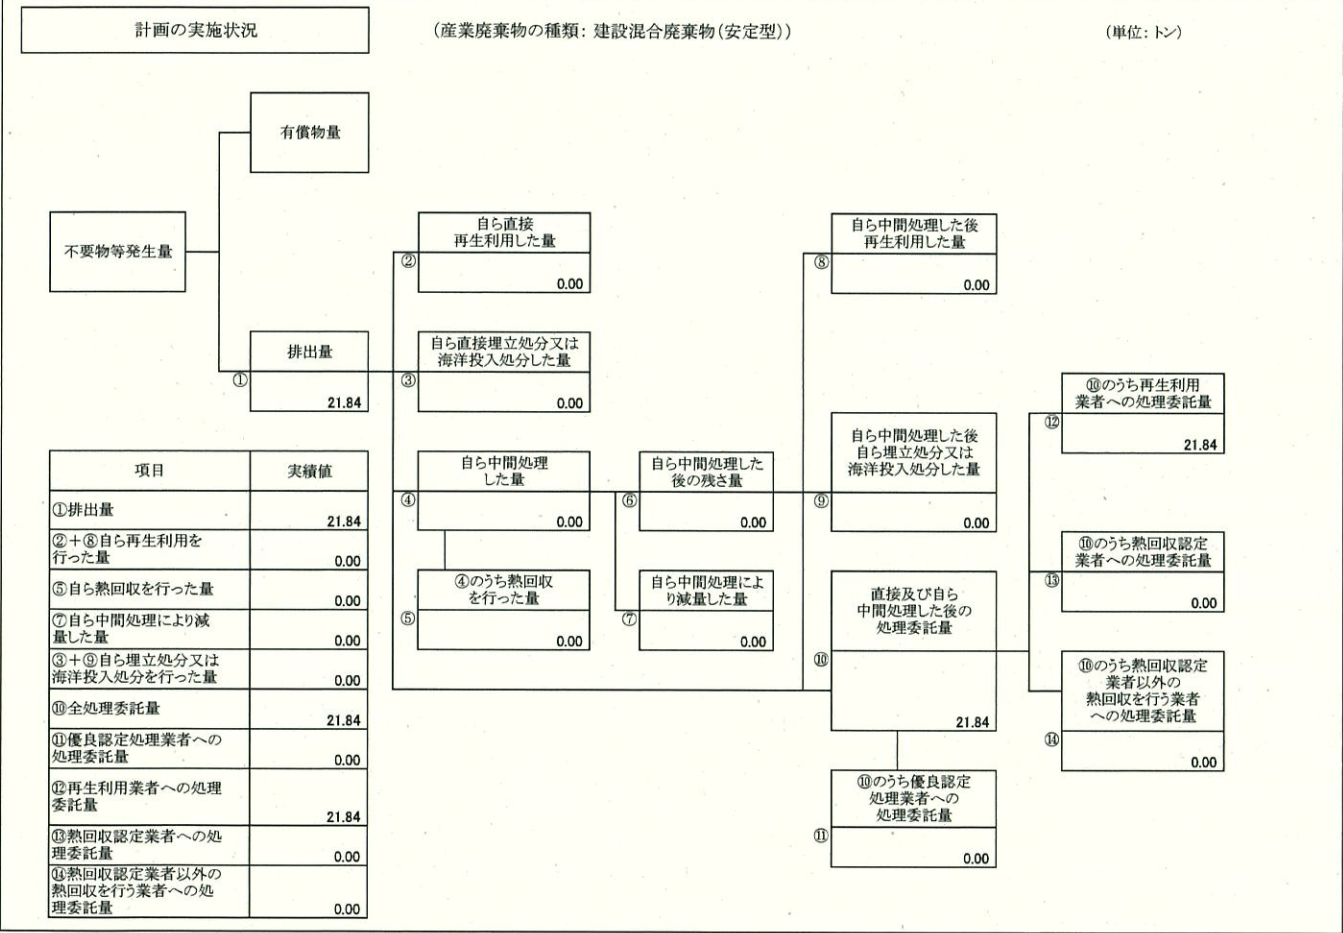 計画の実施状況
（産業廃棄物の種類：建設混合廃棄物（安定型））
（単位：トン）
有償物量
不要物等発生量
排出量
①
21.84
自ら直接
再生利用した量
②
0.00
自ら直接埋立処分又は
海洋投入処分した量
③
0.00
自ら中間処理
した量
④
0.00
④のうち熱回収
を行った量
⑤
0.00
自ら中間処理した
後の残さ量
⑥
0.00
自ら中間処理によ
り減量した量
⑦
0.00
自ら中間処理した後
再生利用した量
⑧
0.00
自ら中間処理した後
自ら埋立処分又は
海洋投入処分した量
⑨
0.00
直接及び自ら
中間処理した後の
処理委託量
⑩
21.84
⑩のうち優良認定
処理業者への
処理委託量
⑪
0.00
⑩のうち再生利用
業者への処理委託量
⑫
21.84
⑩のうち熱回収認定
業者への処理委託量
⑬
0.00
⑩のうち熱回収認定
業者以外の
熱回収を行う業者
への処理委託量
⑭
0.00
項目 実績値
①排出量
21.84
②＋⑧自ら再生利用を
行った量
0.00
⑤自ら熱回収を行った量
0.00
⑦自ら中間処理により減
量した量
0.00
③＋⑨自ら埋立処分又は
海洋投入処分を行った量
0.00
⑩全処理委託量
21.84
⑪優良認定処理業者への
処理委託量
0.00
⑫再生利用業者への処理
委託量
21.84
⑬熱回収認定業者への処
理委託量
0.00
⑭熱回収認定業者以外の
熱回収を行う業者への処
理委託量
0.00